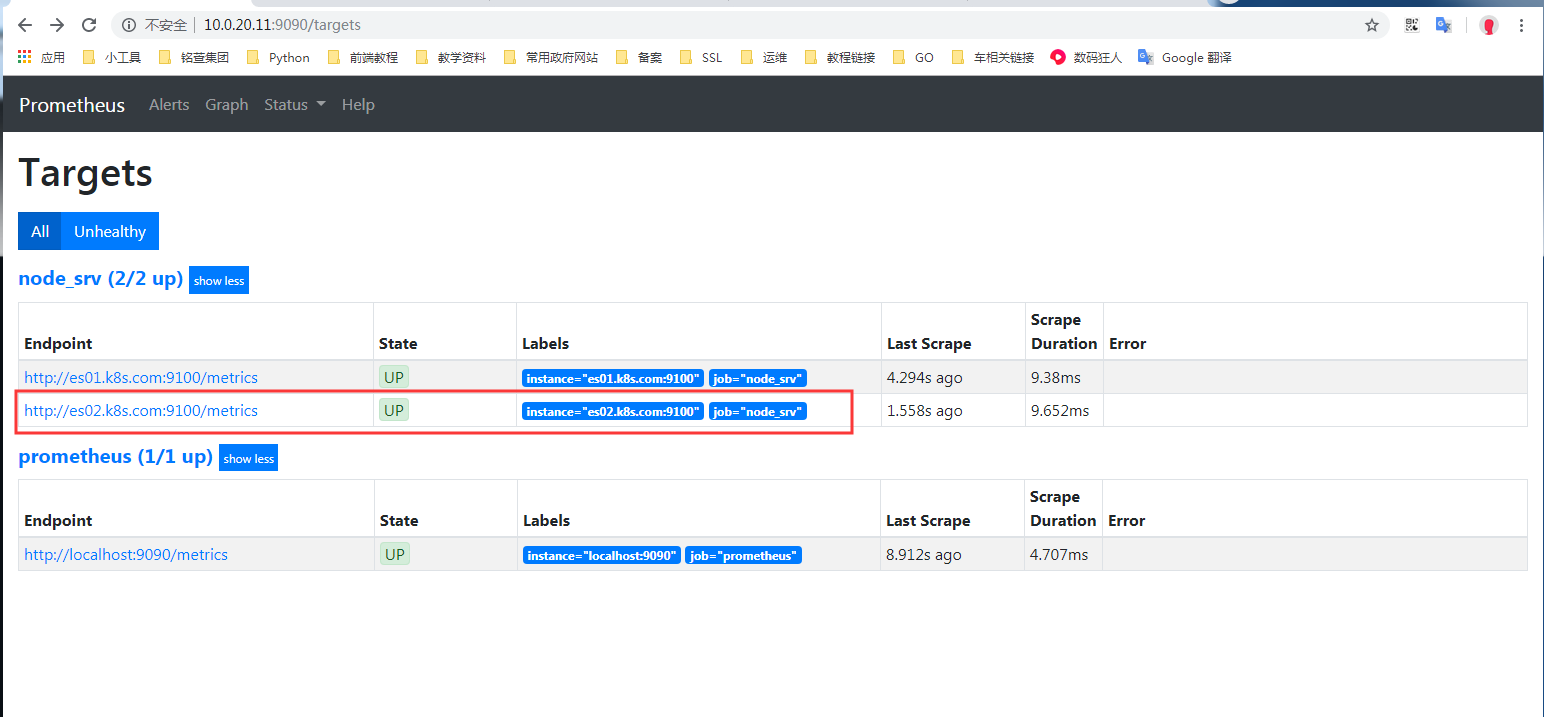 不安全 10.0.20.11:9090/targets
应用 小工具 铭萱集团 Python 前端教程 教学资料 常用政府网站 备案 SSL 运维 教程链接 GO 车相关链接 数码狂人 Google 翻译
Prometheus Alerts Graph Status Help
Targets
All Unhealthy
node_srv (2/2 up) show less
Endpoint State Labels Last Scrape Scrape Duration Error
http://es01.k8s.com:9100/metrics UP instance="es01.k8s.com:9100" job="node_srv" 4.294s ago 9.38ms
http://es02.k8s.com:9100/metrics UP instance="es02.k8s.com:9100" job="node_srv" 1.558s ago 9.652ms
prometheus (1/1 up) show less
Endpoint State Labels Last Scrape Scrape Duration Error
http://localhost:9090/metrics UP instance="localhost:9090" job="prometheus" 8.912s ago 4.707ms